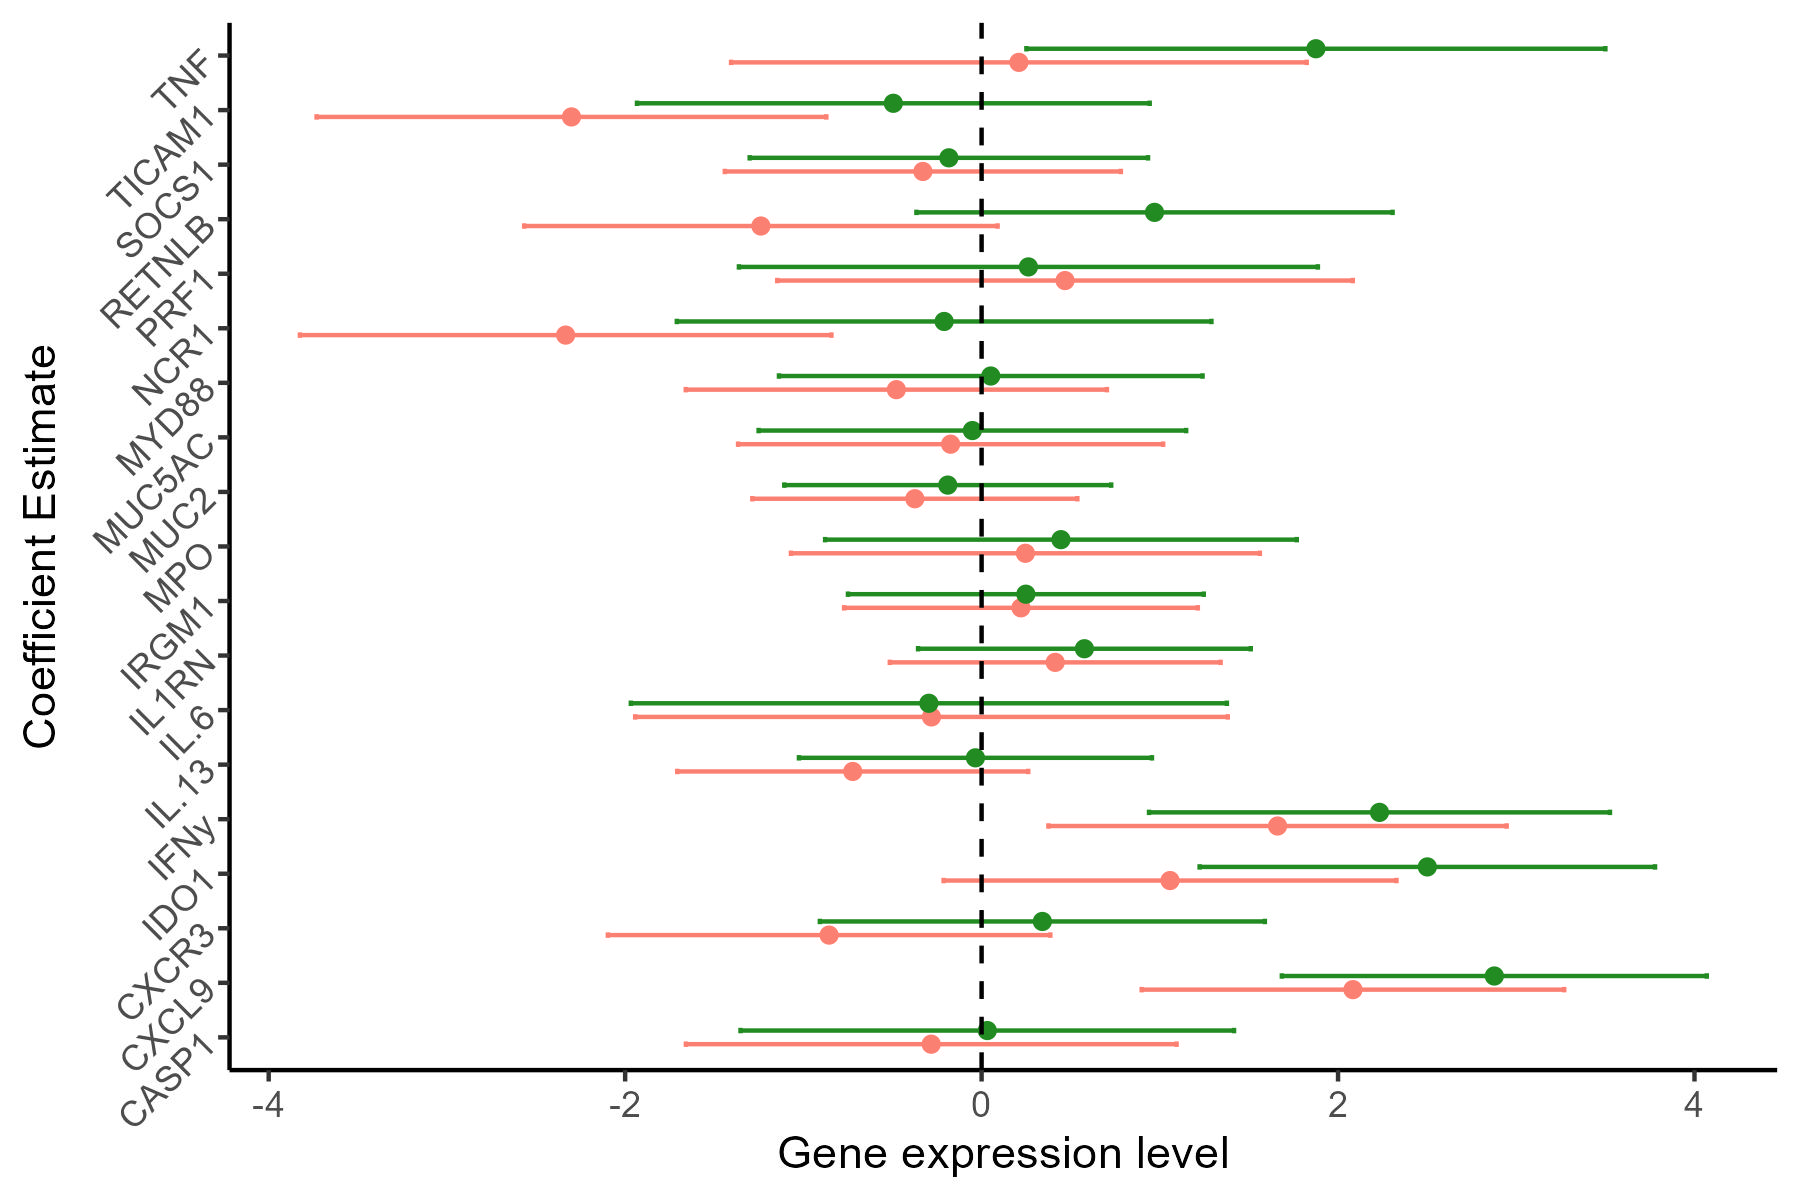 TNF
TICAM1
SOCS1
RETNLB
PRF1
NCR1
MYD88
MUC5AC
MUC2
MPO
IRGM1
IL1RN
IL.6
IL.13
IFNy
IDO1
CXCR3
CXCL9
CASP1
Coefficient Estimate
-4 -2 0 2 4
Gene expression level